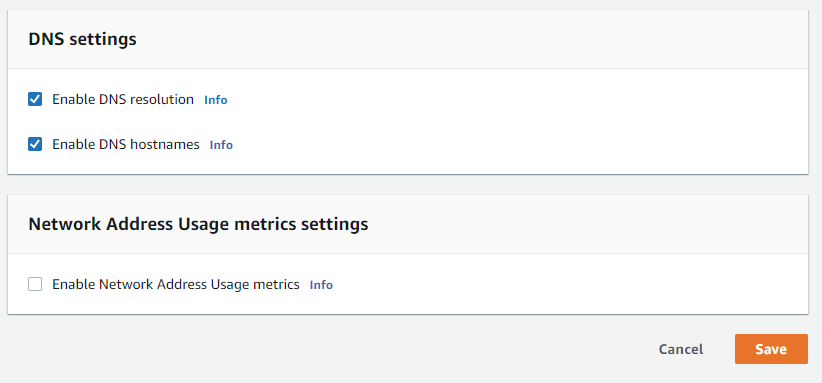 DNS settings
Enable DNS resolution Info
Enable DNS hostnames Info
Network Address Usage metrics settings
Enable Network Address Usage metrics Info
Cancel Save